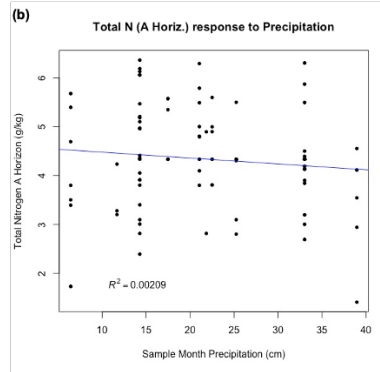 (b)
Total N (A Horiz.) response to Precipitation
Total Nitrogen A Horizon (g/kg)
6
5
4
3
2
R² = 0.00209
10 15 20 25 30 35 40
Sample Month Precipitation (cm)